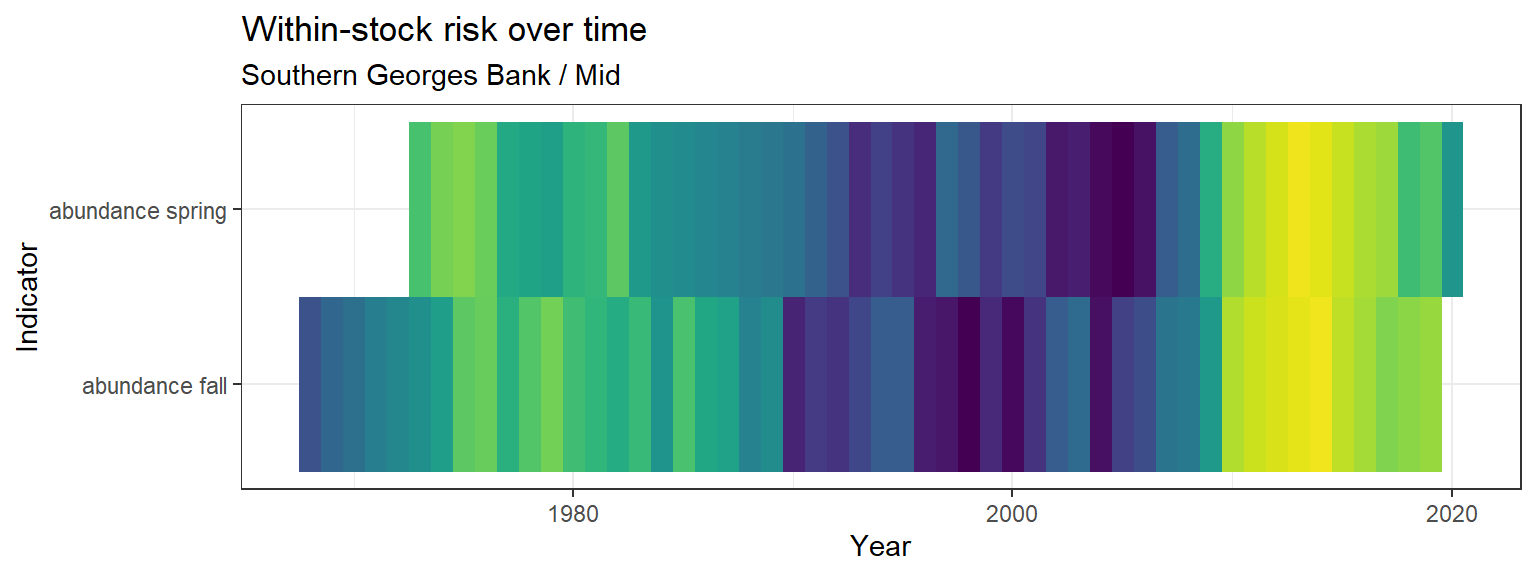 Within-stock risk over time
Southern Georges Bank / Mid
Indicator
abundance spring
abundance fall
1980
2000
2020
Year